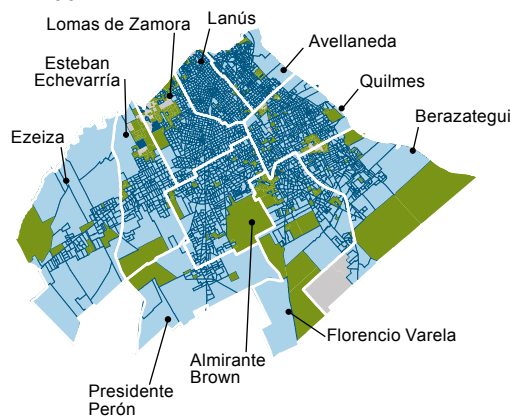 Lanús
Lomas de Zamora
Avellaneda
Esteban
Echevarría
Quilmes
Berazategui
Ezeiza
Florencio Varela
Almirante
Brown
Presidente
Perón